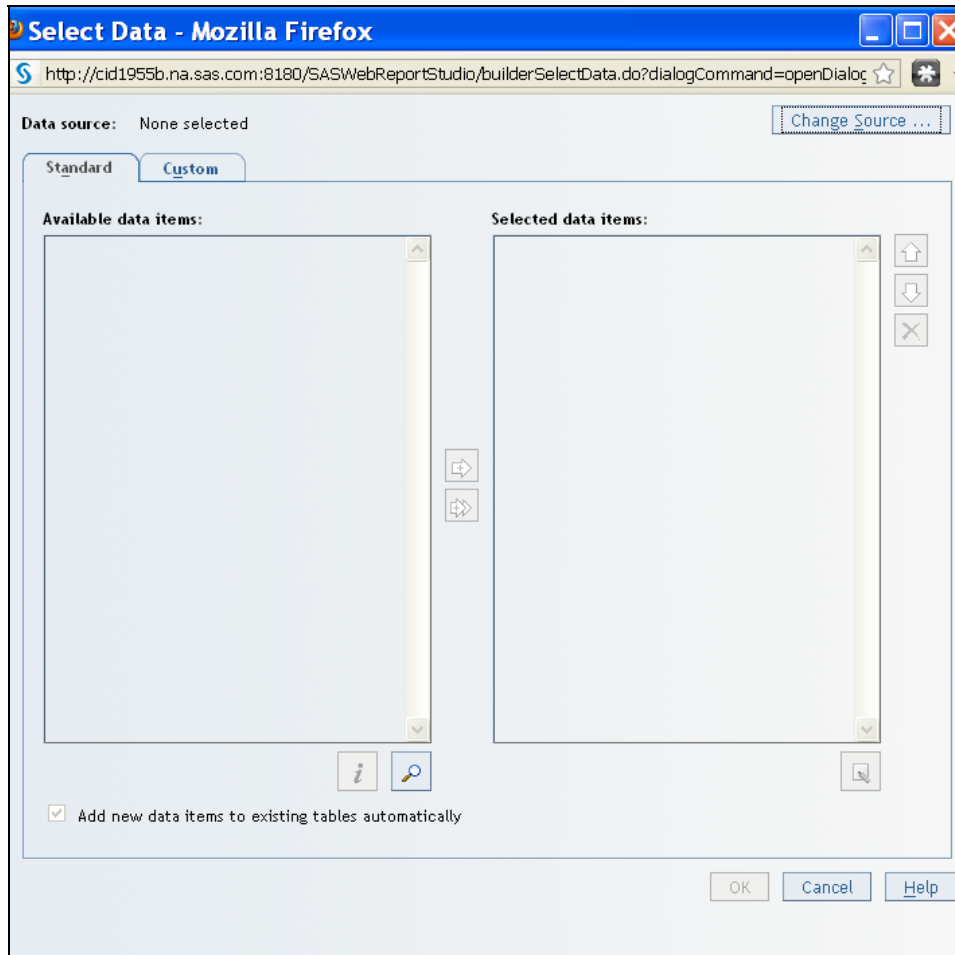 Select Data - Mozilla Firefox
http://cid1955b.na.sas.com:8180/SASWebReportStudio/builderSelectData.do?dialogCommand=openDialog
Data source: None selected
Change Source ...
Standard
Custom
Available data items:
Selected data items:
i
Add new data items to existing tables automatically
OK
Cancel
Help